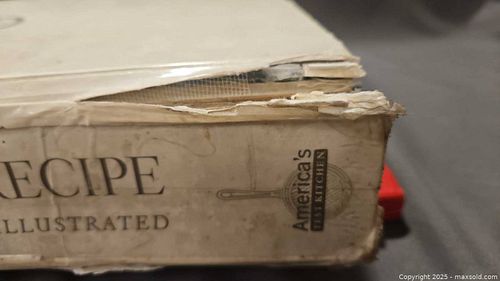 RECIPE
ILLUSTRATED
America's
TEST KITCHEN
Copyright 2025 - maxsold.com